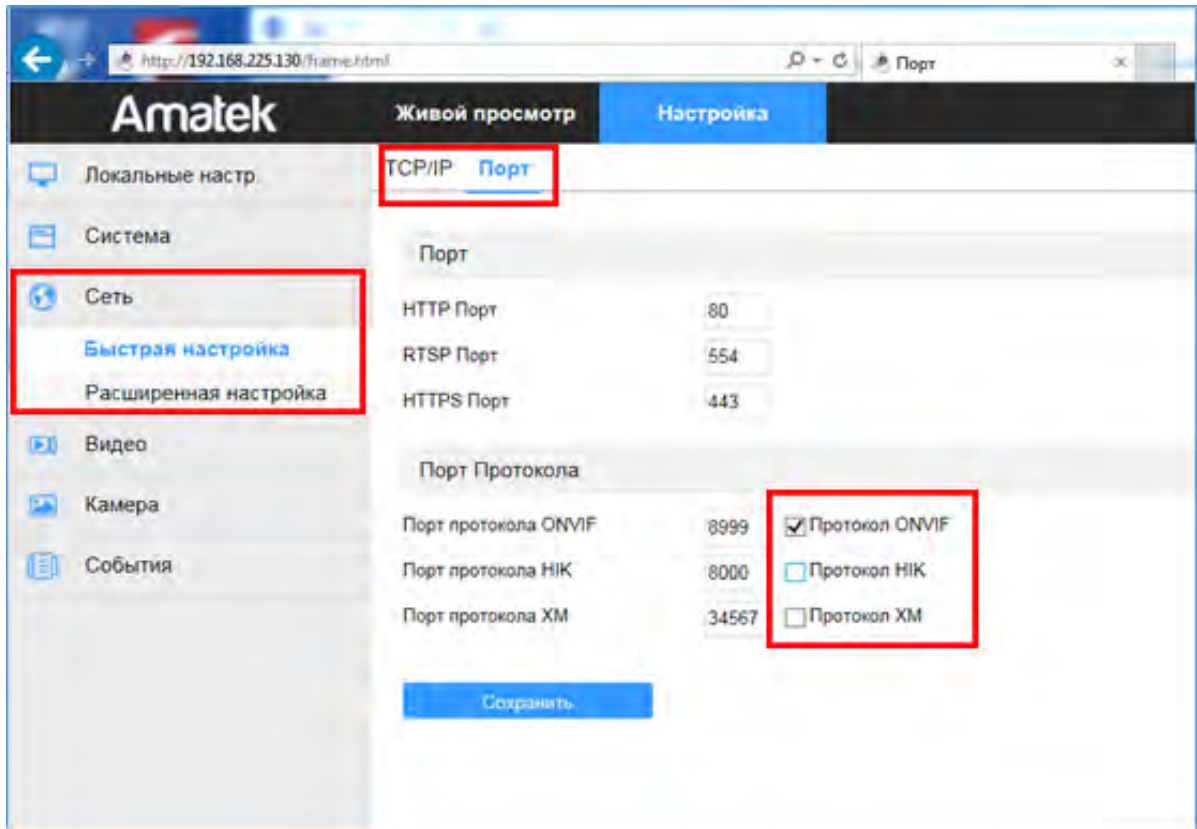 http://192.168.225.130/frame.html
Порт
Amatek
Живой просмотр
Настройка
Локальные настр.
Система
Сеть
Быстрая настройка
Расширенная настройка
Видео
Камера
События
TCP/IP Порт
Порт
HTTP Порт 80
RTSP Порт 554
HTTPS Порт 443
Порт Протокола
Порт протокола ONVIF 8999 Протокол ONVIF
Порт протокола HIK 8000 Протокол HIK
Порт протокола XM 34567 Протокол XM
Сохранить